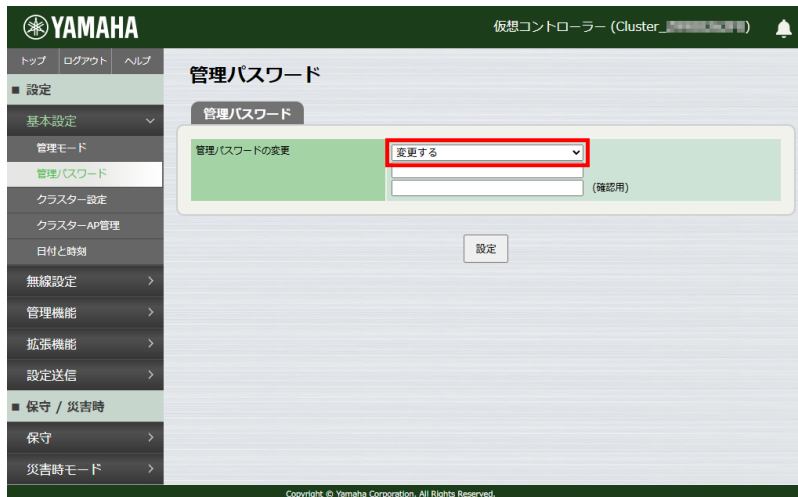 YAMAHA
仮想コントローラー (Cluster_ )
トップ ログアウト ヘルプ
■ 設定
基本設定
管理モード
管理パスワード
クラスター設定
クラスターAP管理
日付と時刻
無線設定
管理機能
拡張機能
設定送信
■ 保守 / 災害時
保守
災害時モード
管理パスワード
管理パスワード
管理パスワードの変更
変更する
(確認用)
設定
Copyright © Yamaha Corporation. All Rights Reserved.